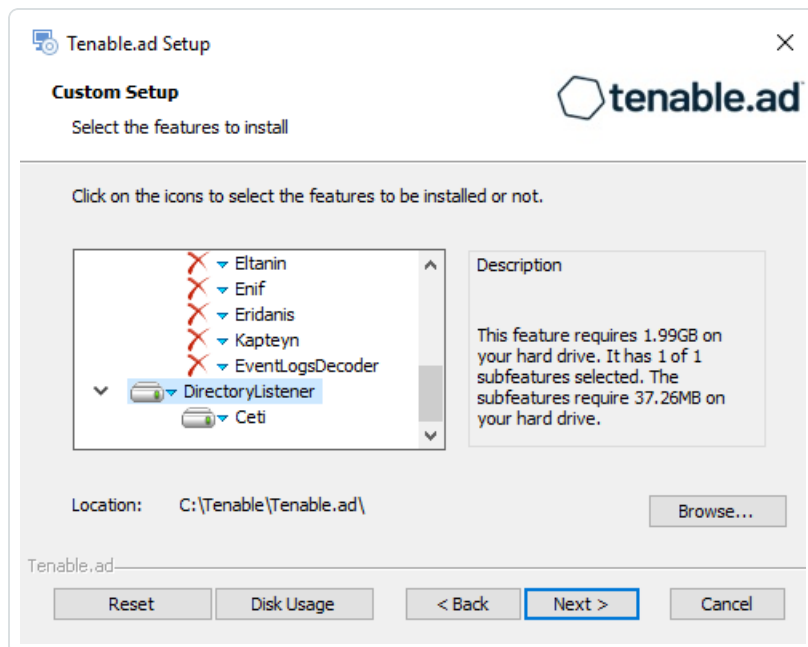 Tenable.ad Setup
Custom Setup
tenable.ad
Select the features to install
Click on the icons to select the features to be installed or not.
Eltanin
Enif
Eridanis
Kapteyn
EventLogsDecoder
DirectoryListener
Ceti
Description
This feature requires 1.99GB on
your hard drive. It has 1 of 1
subfeatures selected. The
subfeatures require 37.26MB on
your hard drive.
Location: C:\Tenable\Tenable.ad\
Browse...
Tenable.ad
Reset Disk Usage < Back Next > Cancel